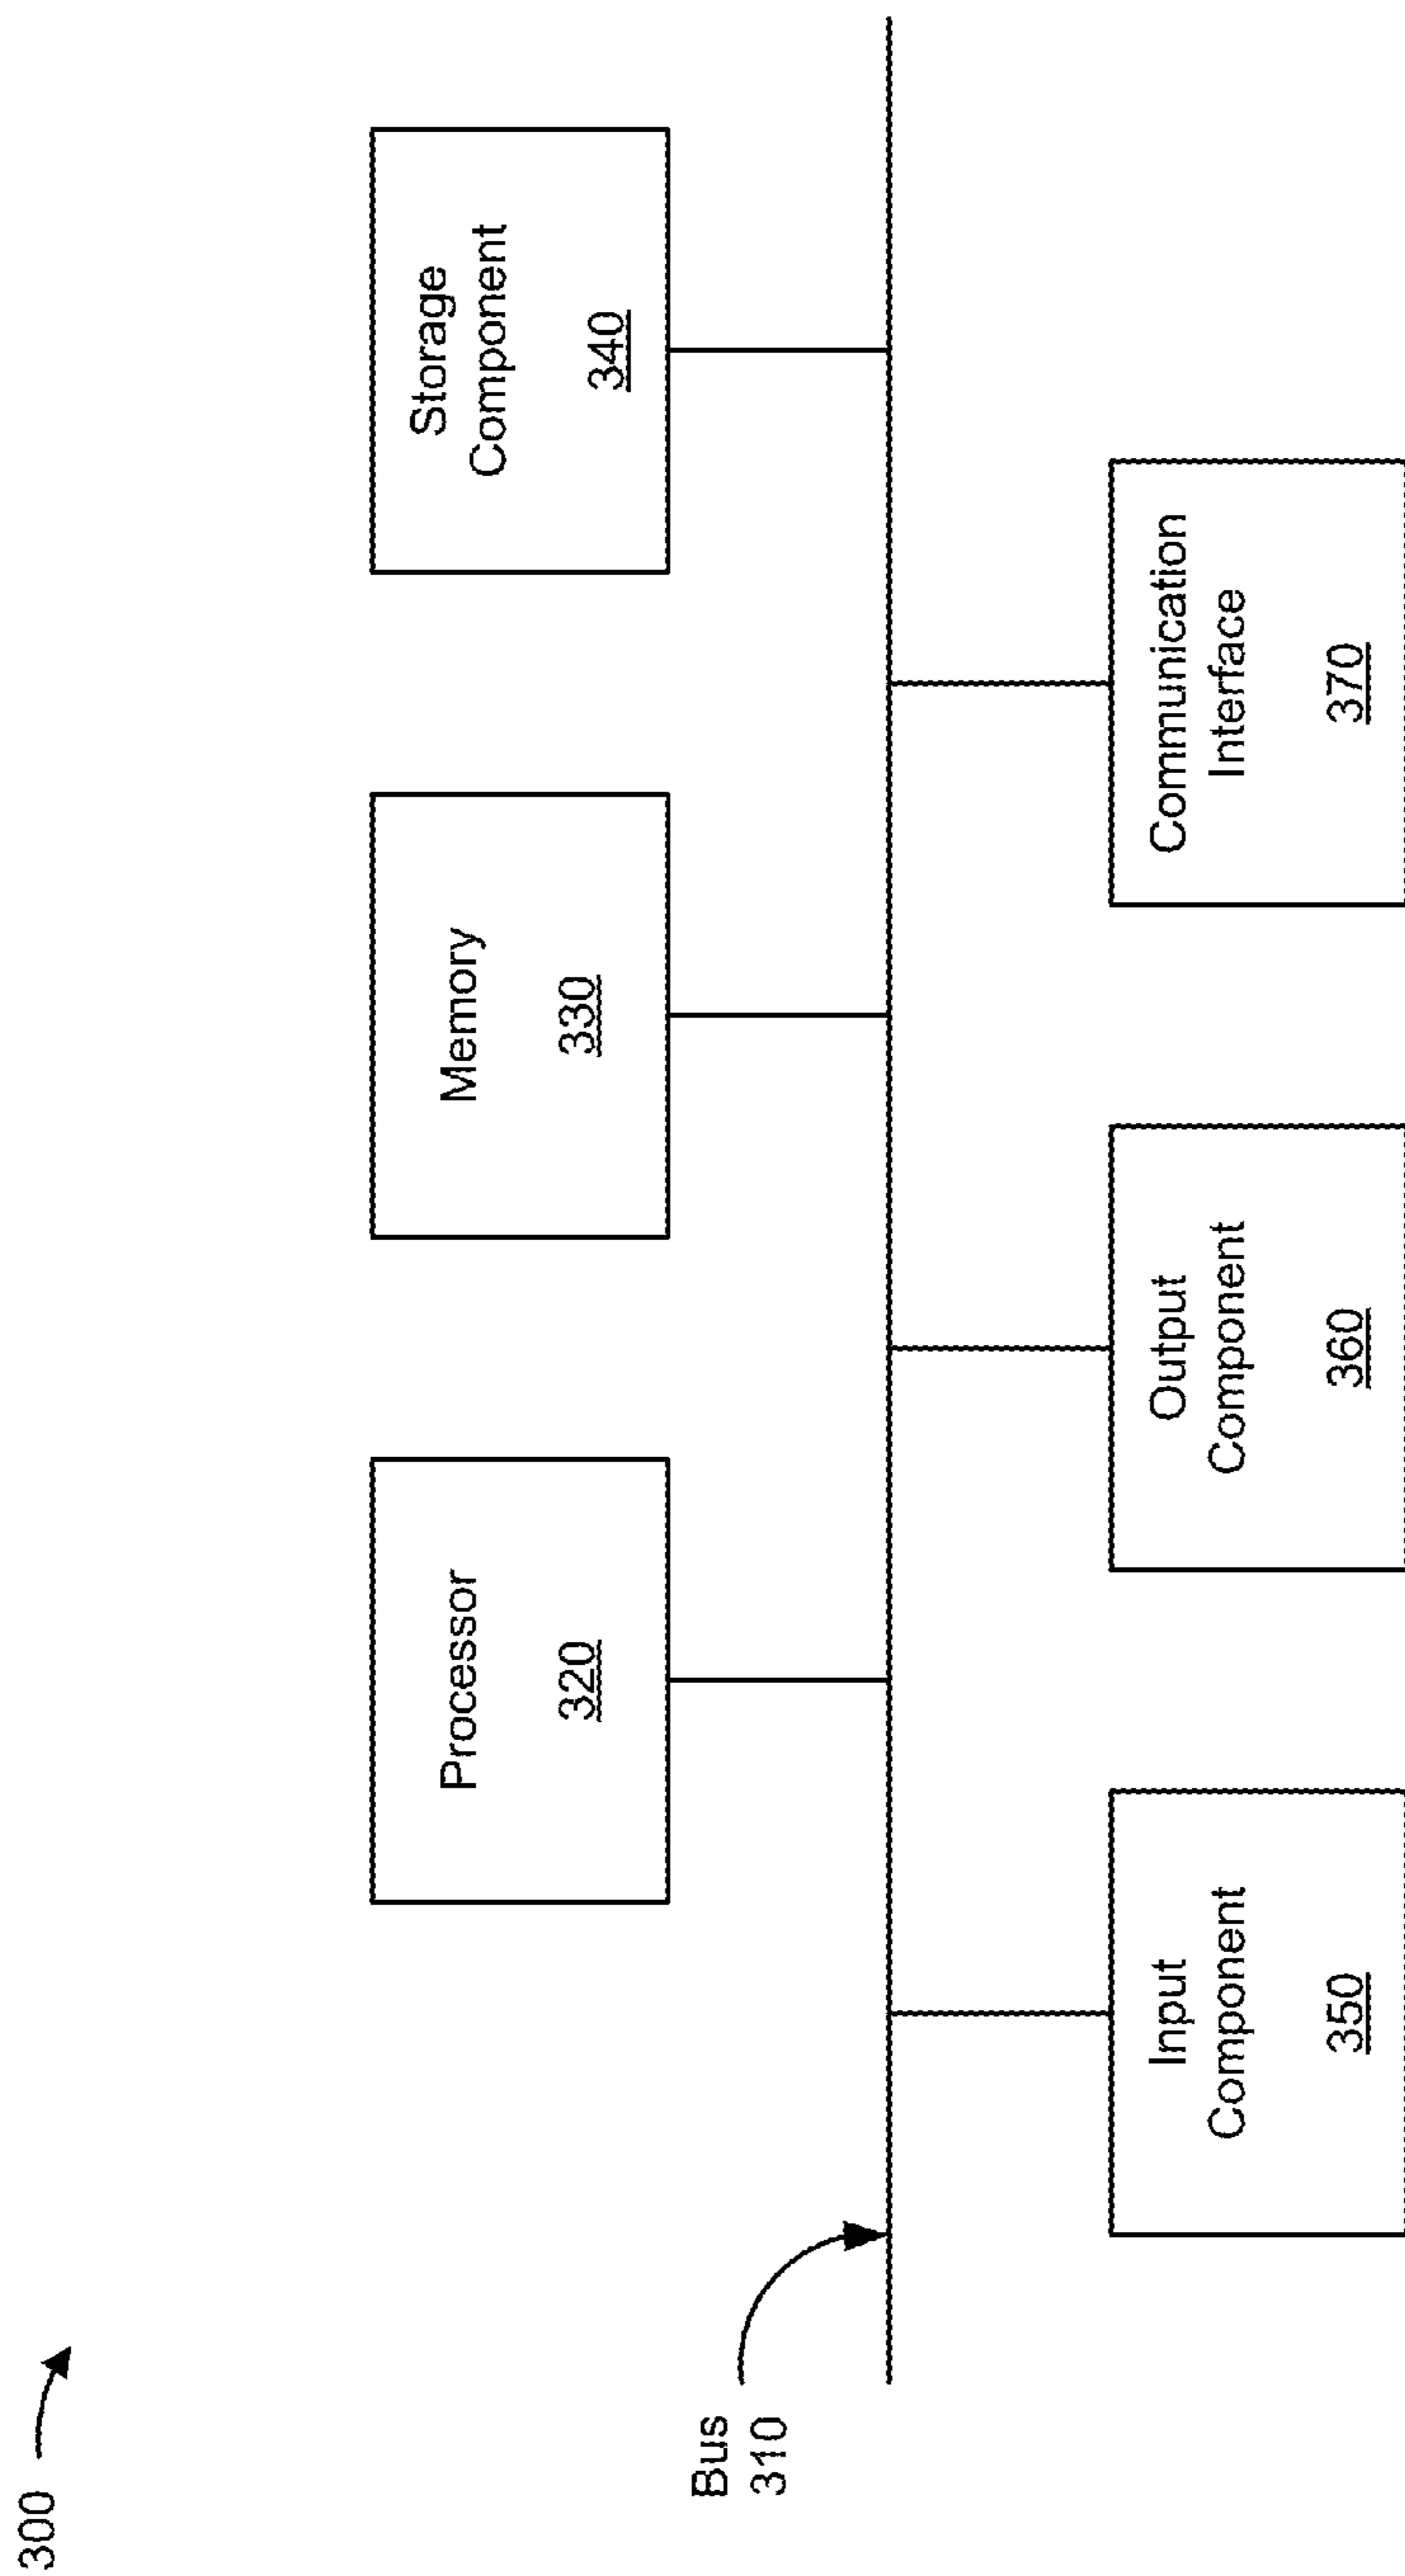 300
Processor
320
Memory
330
Storage
Component
340
Bus
310
Input
Component
350
Output
Component
360
Communication
Interface
370